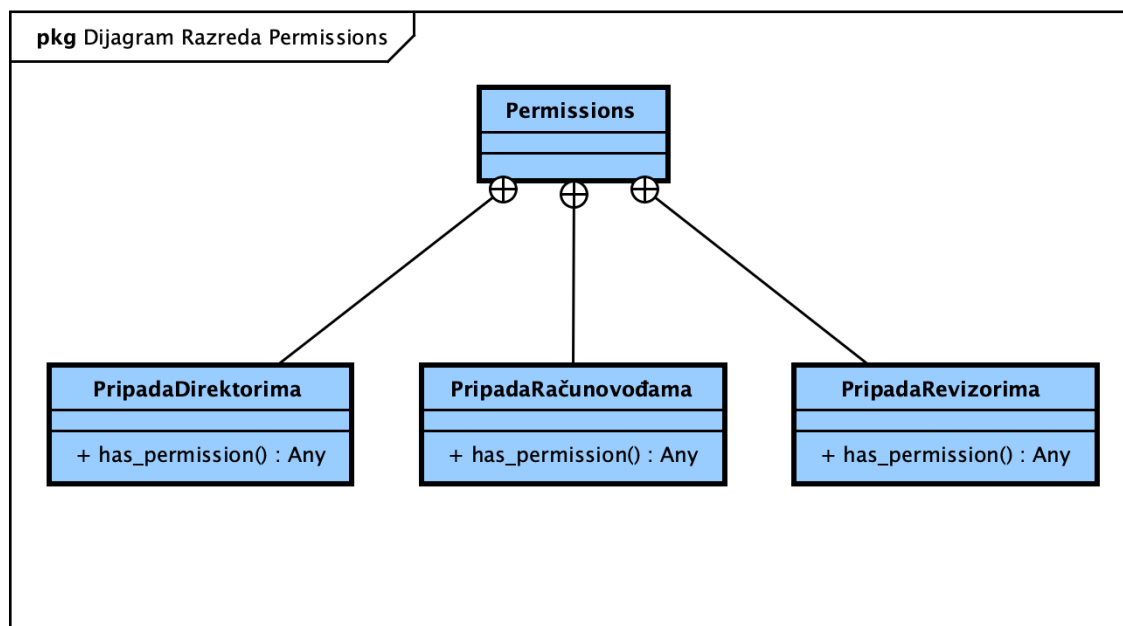 pkg Dijagram Razreda Permissions
Permissions
PripadaDirektorima
+ has_permission() : Any
PripadaRačunovođama
+ has_permission() : Any
PripadaRevizorima
+ has_permission() : Any